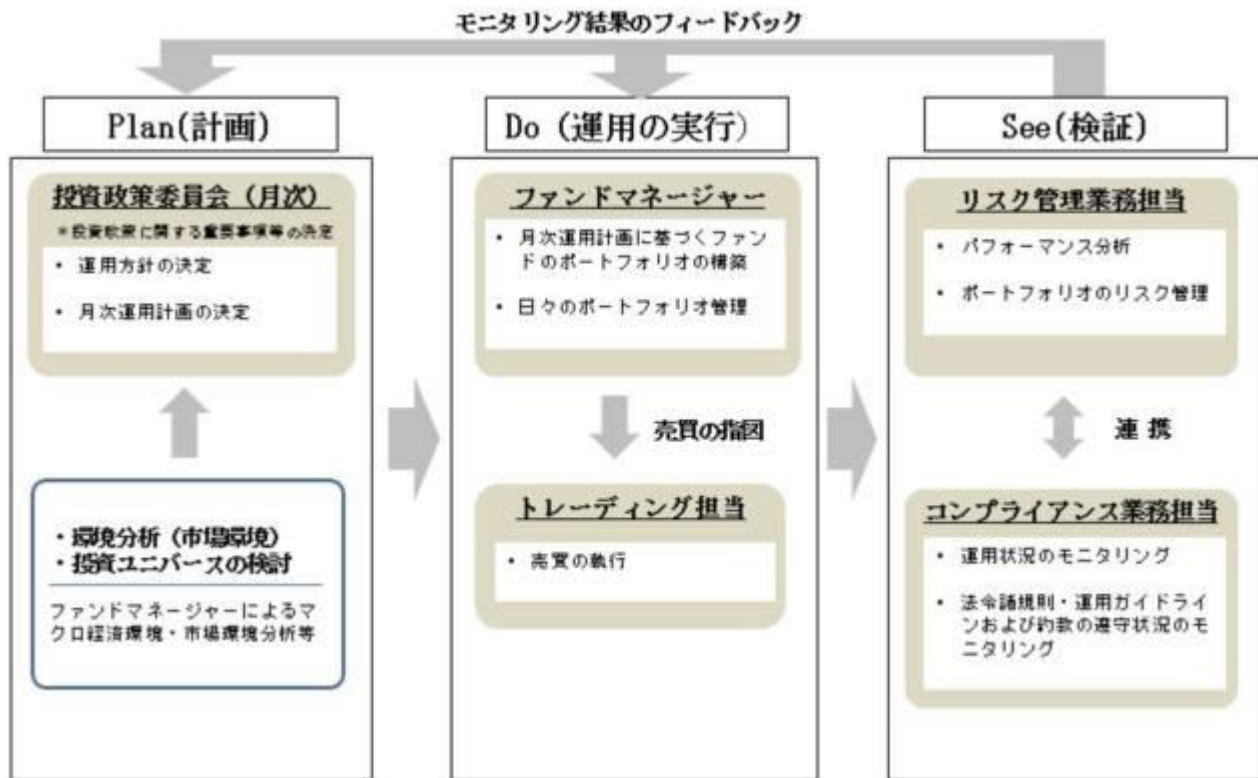 モニタリング結果のフィードバック
Plan(計画)
投資政策委員会（月次）
＊投資政策に関する重要事項等の決定
• 運用方針の決定
• 月次運用計画の決定
・環境分析（市場環境）
・投資ユニバースの検討
ファンドマネージャーによるマ
クロ経済環境・市場環境分析等
Do（運用の実行）
ファンドマネージャー
• 月次運用計画に基づくファン
ドのポートフォリオの構築
• 日々のポートフォリオ管理
売買の指図
トレーディング担当
• 売買の執行
See(検証)
リスク管理業務担当
• パフォーマンス分析
• ポートフォリオのリスク管理
連 携
コンプライアンス業務担当
• 運用状況のモニタリング
• 法令諸規則・運用ガイドライ
ンおよび約款の遵守状況のモ
ニタリング